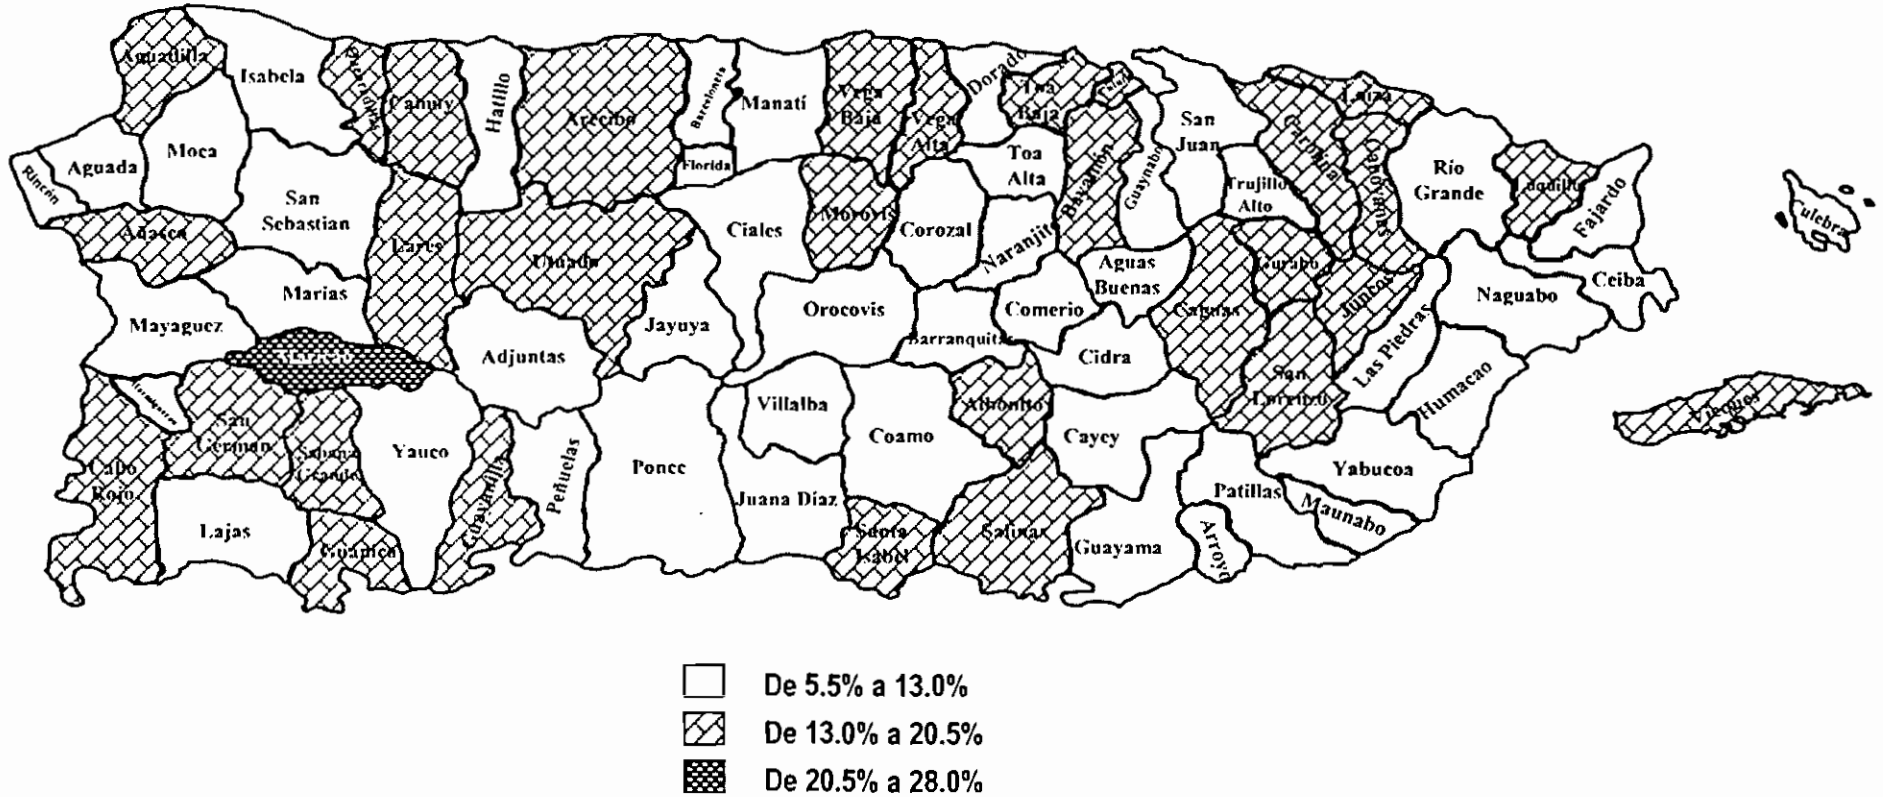 Aguadilla
Isabela
Quebradillas
Camuy
Hatillo
Arecibo
Barceloneta
Manatí
Vega
Baja
Vega
Alta
Dorado
Toa
Baja
San
Juan
Loiza
Carolina
Canovanas
Río
Grande
Luquillo
Fajardo
Culebra
Rincón
Aguada
Moca
San
Sebastian
Florida
Toa
Alta
Bayamón
Guaynabo
Trujillo
Alto
Añasco
Lares
Utuado
Ciales
Morovis
Corozal
Naranjito
Aguas
Buenas
Gurabo
Juncos
Ceiba
Naguabo
Marias
Mayaguez
Jayuya
Orocovis
Comerio
Caguas
Barranquitas
Las Piedras
Maricao
Adjuntas
Cidra
San
Lorenzo
Humacao
Vieques
Villalba
Aibonito
San
German
Sabana
Grande
Yauco
Coamo
Cayey
Cabo
Rojo
Guayanilla
Peñuelas
Ponce
Juana Díaz
Yabucoa
Patillas
Maunabo
Lajas
Guanica
Santa
Isabel
Salinas
Guayama
Arroyo
De 5.5% a 13.0%
De 13.0% a 20.5%
De 20.5% a 28.0%